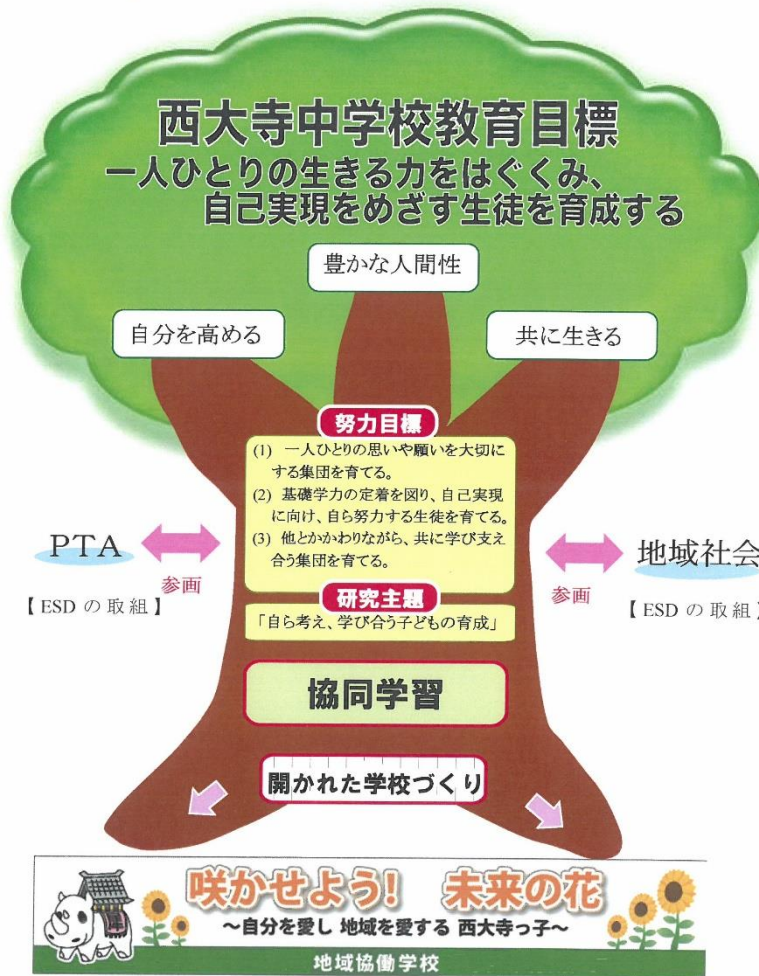 西大寺中学校教育目標
一人ひとりの生きる力をはぐくみ、
自己実現をめざす生徒を育成する
豊かな人間性
自分を高める
共に生きる
努力目標
(1) 一人ひとりの思いや願いを大切に
する集団を育てる。
(2) 基礎学力の定着を図り、自己実現
に向け、自ら努力する生徒を育てる。
(3) 他とかかわりながら、共に学び支え
合う集団を育てる。
PTA
参画
【ESD の取組】
地域社会
参画
【ESD の取組】
研究主題
「自ら考え、学び合う子どもの育成」
協同学習
開かれた学校づくり
咲かせよう! 未来の花
～自分を愛し 地域を愛する 西大寺っ子～
地域協働学校